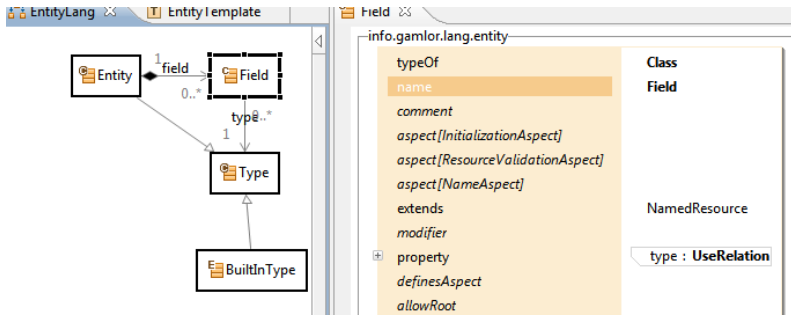 EntityLang
EntityTemplate
Field
Entity
1
field
0..*
Field
type
0..*
1
Type
BuiltInType
info.gamlor.lang.entity
typeOf Class
name Field
comment
aspect[InitializationAspect]
aspect[ResourceValidationAspect]
aspect[NameAspect]
extends NamedResource
modifier
property type : UseRelation
definesAspect
allowRoot